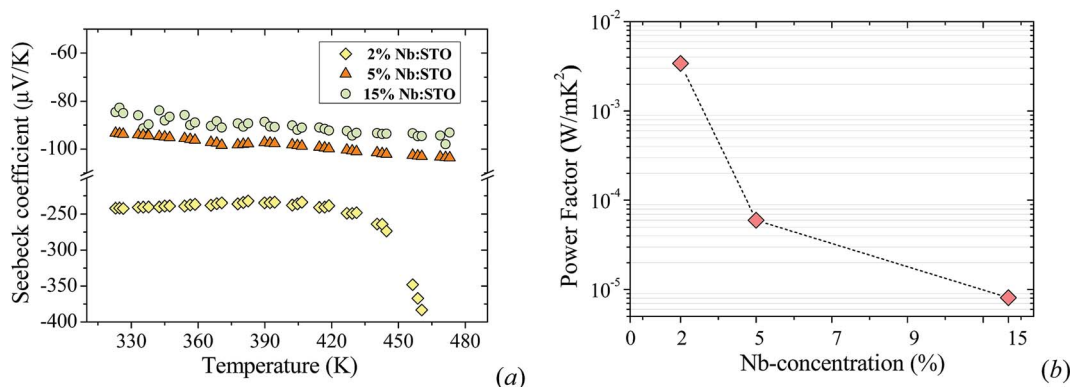 Seebeck coefficient (µV/K)
-60
-80
-100
-250
-300
-350
-400
2% Nb:STO
5% Nb:STO
15% Nb:STO
330 360 390 420 450 480
Temperature (K)
(a)
Power Factor (W/mK²)
10⁻²
10⁻³
10⁻⁴
10⁻⁵
0 2 5 7 9 15
Nb-concentration (%)
(b)